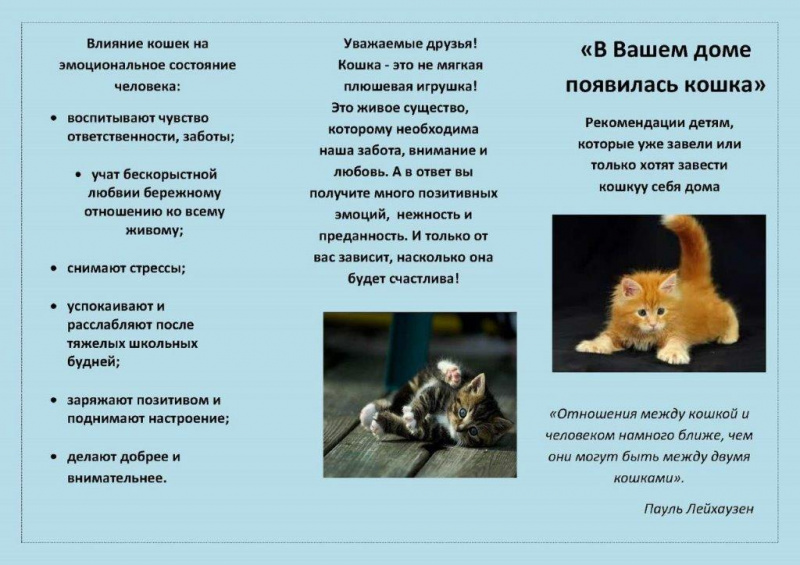 Влияние кошек на
эмоциональное состояние
человека:
• воспитывают чувство
ответственности, заботы;
• учат бескорыстной
любвии бережному
отношению ко всему
живому;
• снимают стрессы;
• успокаивают и
расслабляют после
тяжелых школьных
будней;
• заряжают позитивом и
поднимают настроение;
• делают добрее и
внимательнее.
Уважаемые друзья!
Кошка - это не мягкая
плюшевая игрушка!
Это живое существо,
которому необходима
наша забота, внимание и
любовь. А в ответ вы
получите много позитивных
эмоций, нежность и
преданность. И только от
вас зависит, насколько она
будет счастлива!
«В Вашем доме
появилась кошка»
Рекомендации детям,
которые уже завели или
только хотят завести
кошкуу себя дома
«Отношения между кошкой и
человеком намного ближе, чем
они могут быть между двумя
кошками».
Пауль Лейхаузен